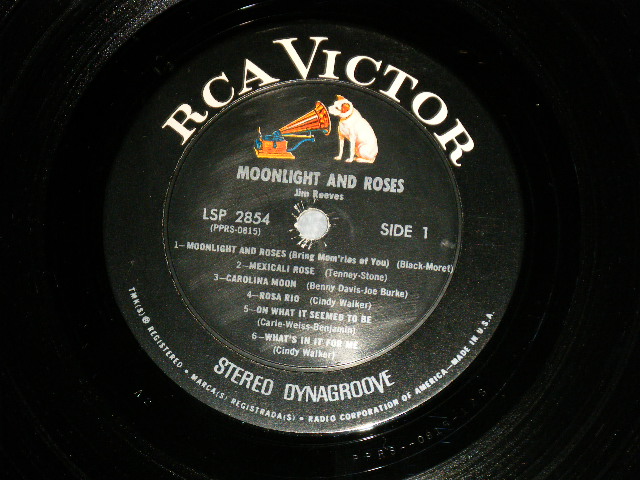 RCA VICTOR
MOONLIGHT AND ROSES
Jim Reeves
LSP 2854
(PPRS-0815)
SIDE 1
1—MOONLIGHT AND ROSES (Bring Mem'ries of You) (Black-Moret)
2—MEXICALI ROSE (Tenney-Stone)
3—CAROLINA MOON (Benny Davis-Joe Burke)
4—ROSA RIO (Cindy Walker)
5—ON WHAT IT SEEMED TO BE
(Carle-Weiss-Benjamin)
6—WHAT'S IN IT FOR ME
(Cindy Walker)
STEREO DYNAGROOVE
TMK(S) ® REGISTERED • MARCA(S) REGISTRADA(S) • RADIO CORPORATION OF AMERICA—MADE IN U.S.A.